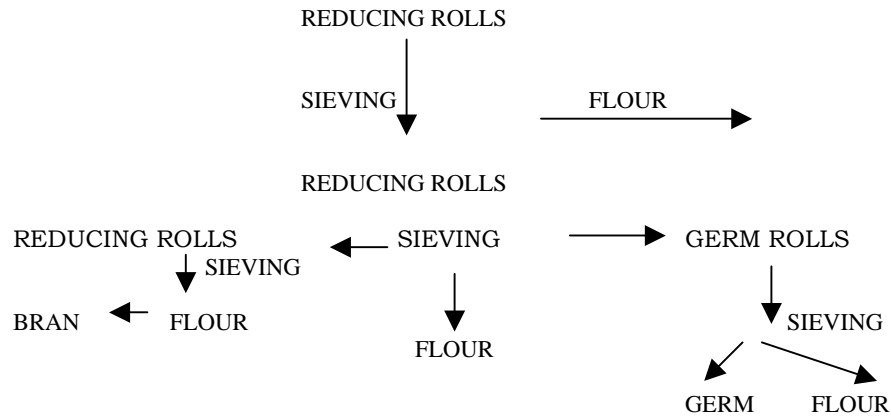 REDUCING ROLLS
SIEVING FLOUR
REDUCING ROLLS
REDUCING ROLLS SIEVING GERM ROLLS
SIEVING
BRAN FLOUR SIEVING
FLOUR
GERM FLOUR